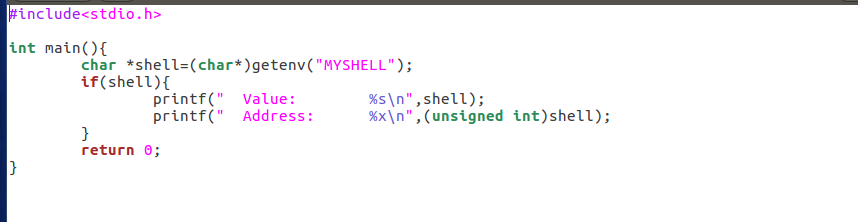 #include<stdio.h>

int main(){
        char *shell=(char*)getenv("MYSHELL");
        if(shell){
                printf("  Value:        %s\n",shell);
                printf("  Address:      %x\n",(unsigned int)shell);
        }
        return 0;
}